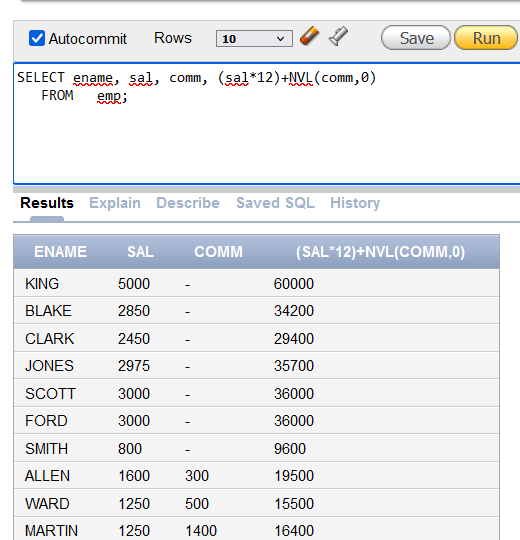 Autocommit Rows 10 Save Run
SELECT ename, sal, comm, (sal*12)+NVL(comm,0)
FROM emp;
Results Explain Describe Saved SQL History
ENAME SAL COMM (SAL*12)+NVL(COMM,0)
KING 5000 - 60000
BLAKE 2850 - 34200
CLARK 2450 - 29400
JONES 2975 - 35700
SCOTT 3000 - 36000
FORD 3000 - 36000
SMITH 800 - 9600
ALLEN 1600 300 19500
WARD 1250 500 15500
MARTIN 1250 1400 16400